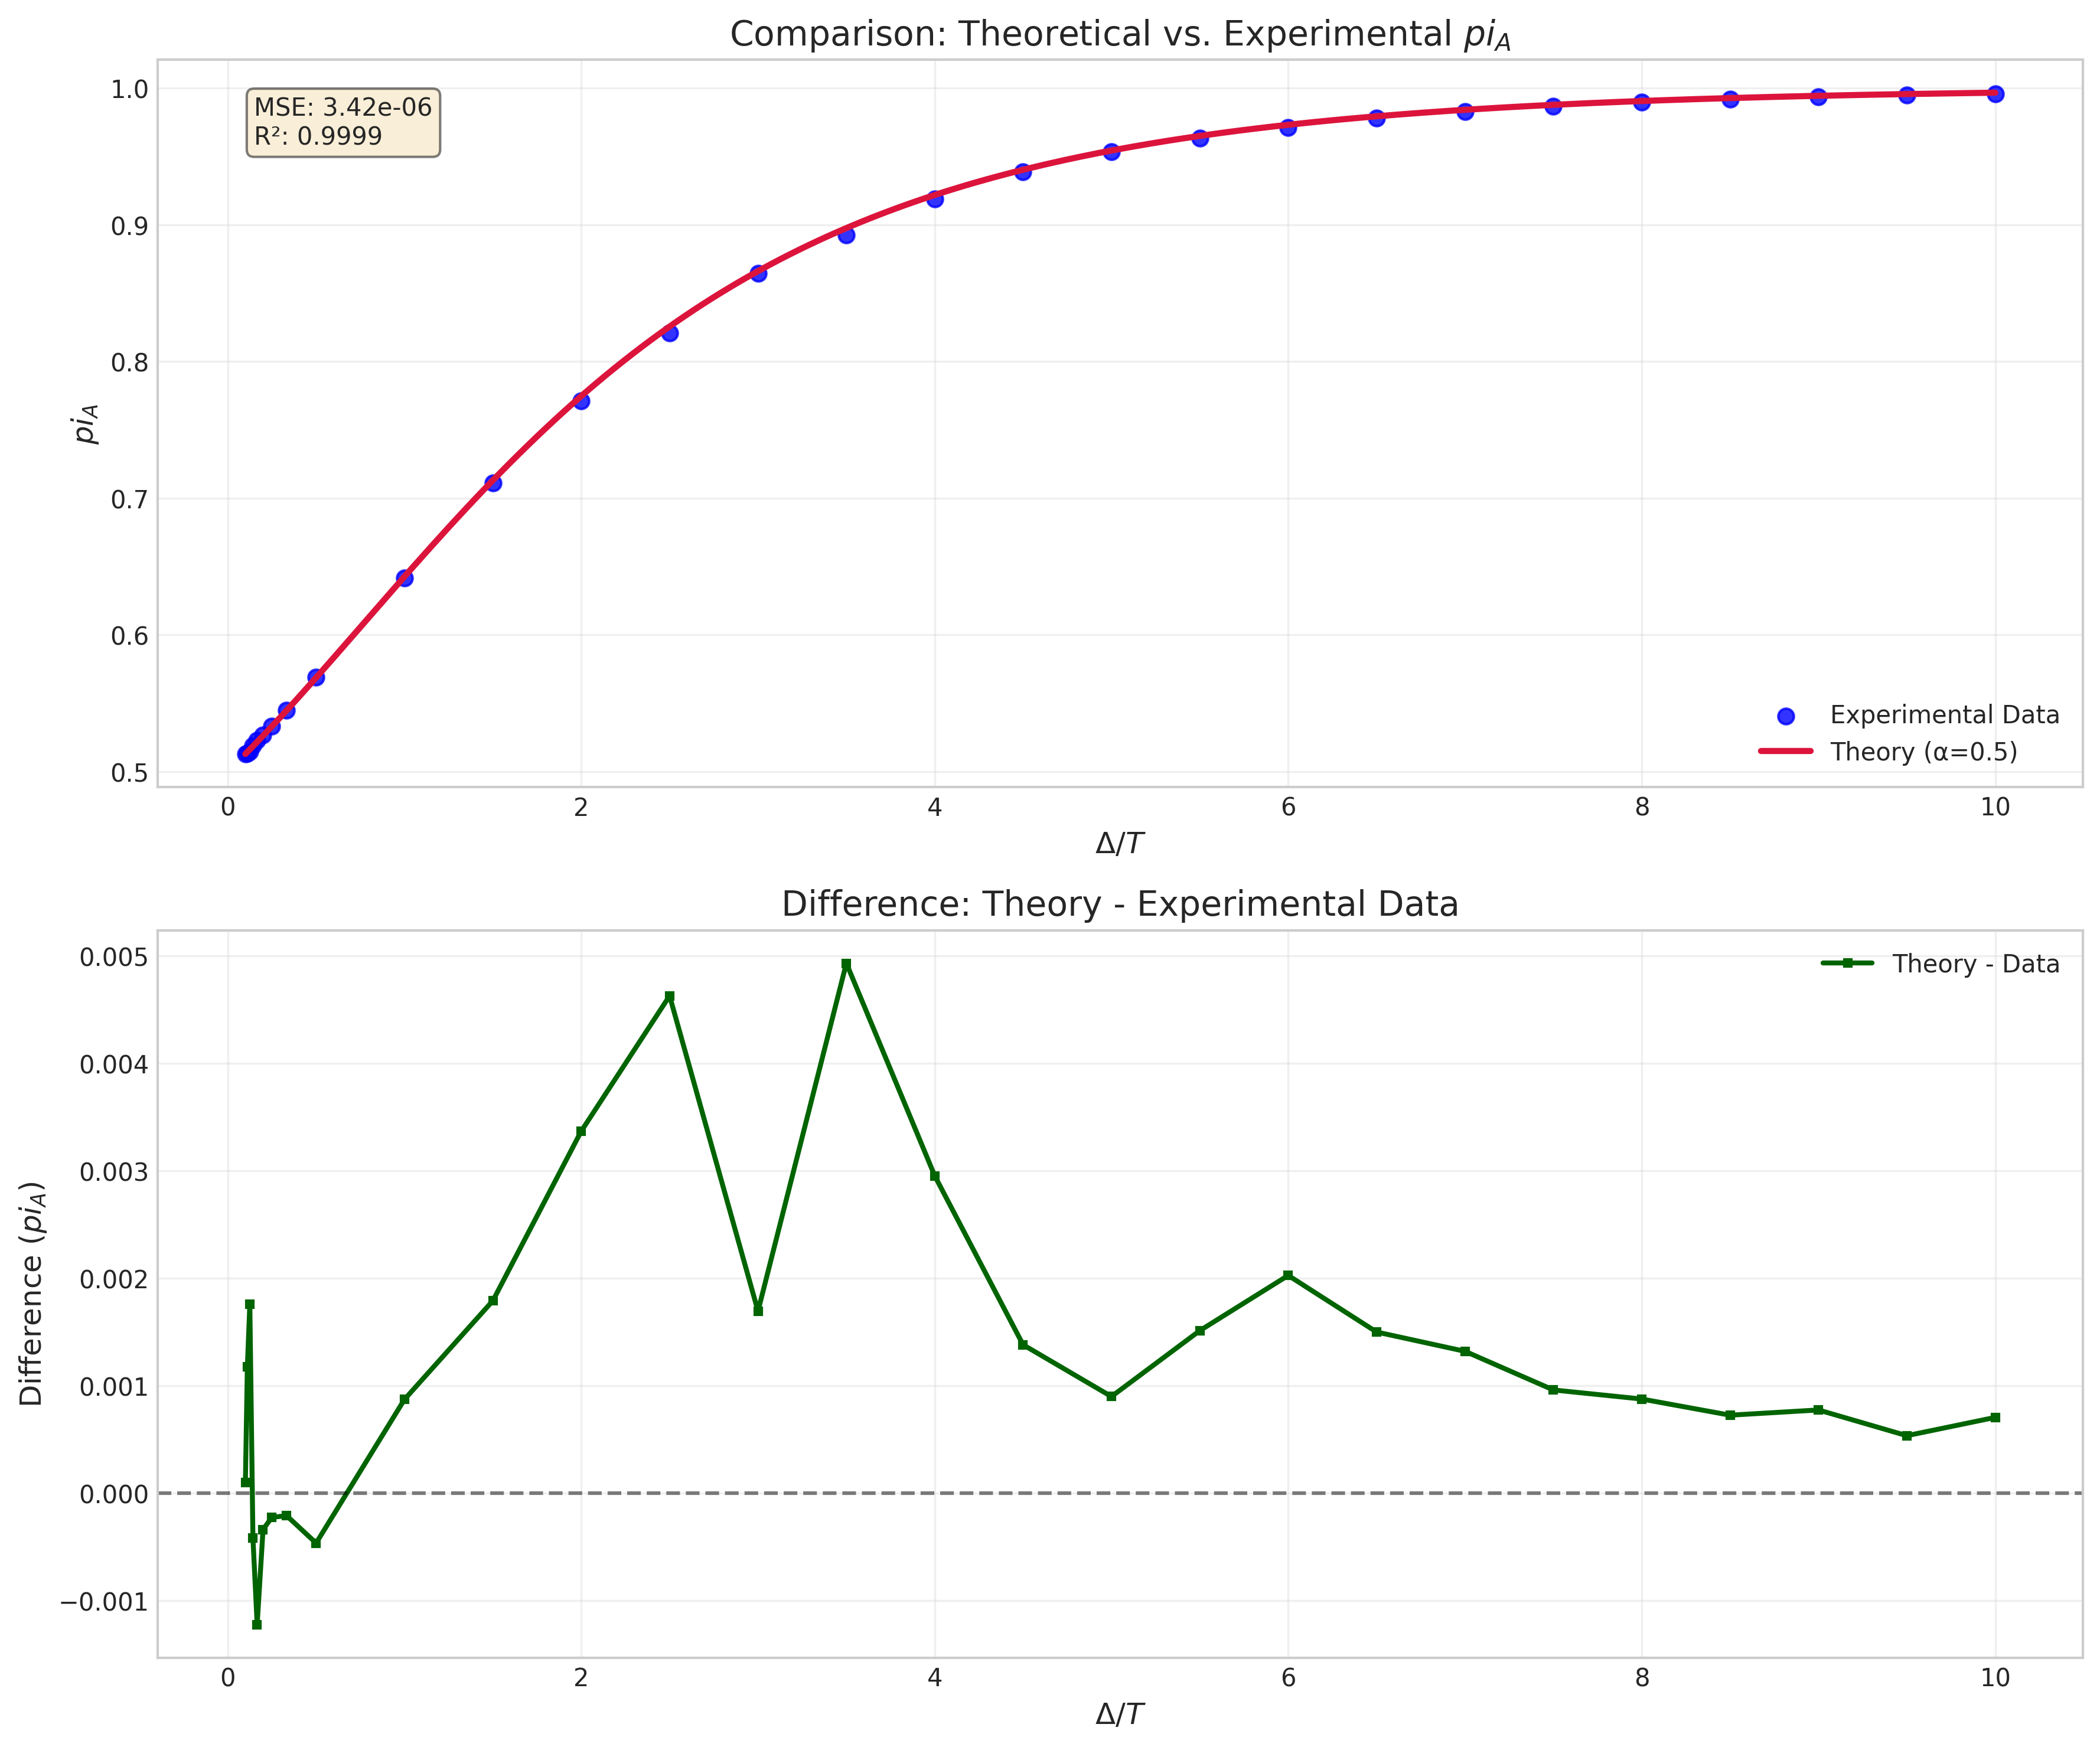 Comparison: Theoretical vs. Experimental pi_A
MSE: 3.42e-06
R²: 0.9999
1.0
0.9
0.8
0.7
0.6
0.5
pi_A
Experimental Data
Theory (α=0.5)
0 2 4 6 8 10
Δ/T
Difference: Theory - Experimental Data
Theory - Data
0.005
0.004
0.003
0.002
0.001
0.000
−0.001
Difference (pi_A)
0 2 4 6 8 10
Δ/T